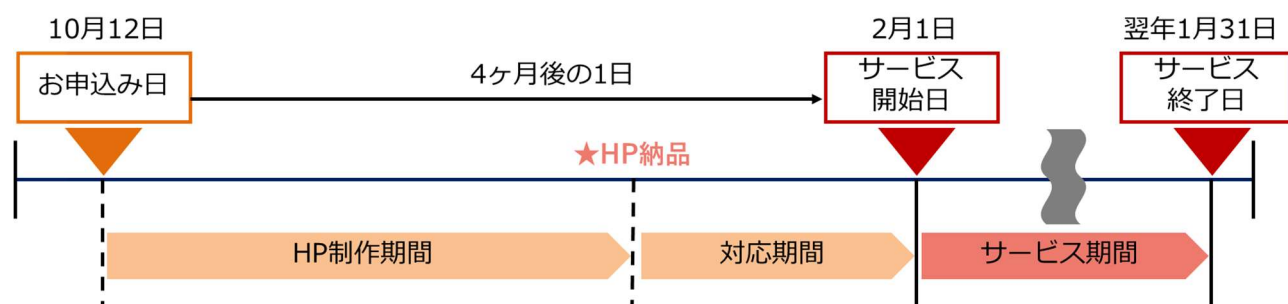 10月12日
2月1日
翌年1月31日
お申込み日
4ヶ月後の1日
サービス
開始日
サービス
終了日
★HP納品
HP制作期間
対応期間
サービス期間